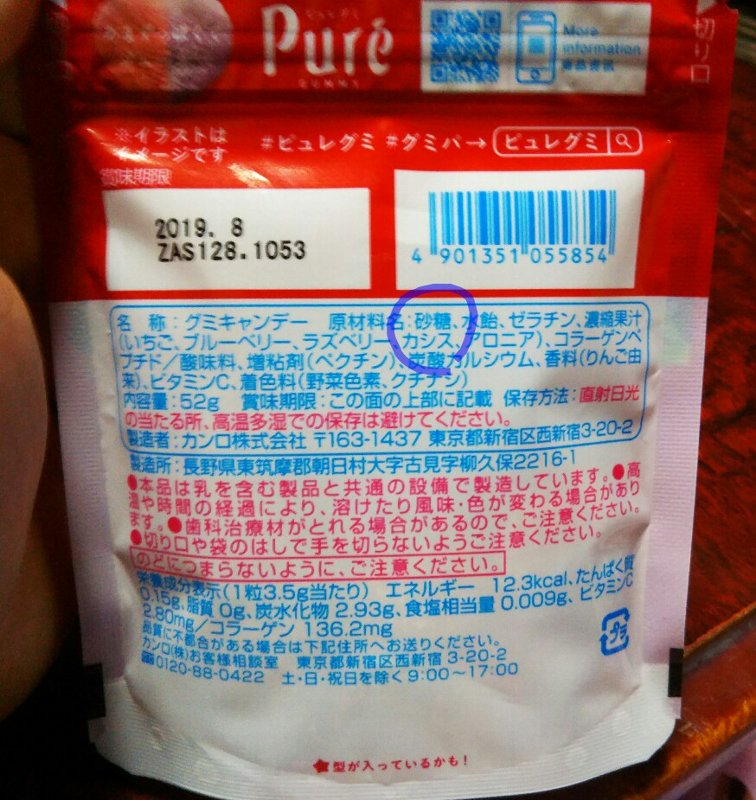 ピュレグミ
Puré
GUMMY
More
information
商品情報
切り口
※イラストは
イメージです
#ピュレグミ #グミパ→ ピュレグミ
賞味期限
2019. 8
ZAS128.1053
4 901351 055854
名 称：グミキャンデー 原材料名：砂糖、水飴、ゼラチン、濃縮果汁
(いちご、ブルーベリー、ラズベリー、カシス、アロニア)、コラーゲンペ
プチド／酸味料、増粘剤(ペクチン)、炭酸カルシウム、香料(りんご由
来)、ビタミンC、着色料(野菜色素、クチナシ)
内容量：52g 賞味期限：この面の上部に記載 保存方法：直射日光
の当たる所、高温多湿での保存は避けてください。
製造者：カンロ株式会社 〒163-1437 東京都新宿区西新宿3-20-2
製造所：長野県東筑摩郡朝日村大字古見字柳久保2216-1
●本品は乳を含む製品と共通の設備で製造しています。●高
温や時間の経過により、溶けたり風味・色が変わる場合があり
ます。●歯科治療材がとれる場合があるので、ご注意ください。
●切り口や袋のはしで手を切らないようご注意ください。
のどにつまらないように、ご注意ください。
栄養成分表示(1粒3.5g当たり) エネルギー 12.3kcal、たんぱく質
0.15g、脂質 0g、炭水化物 2.93g、食塩相当量 0.009g、ビタミンC
2.80mg／コラーゲン 136.2mg
品質に不都合がある場合は下記住所へお送りください。
カンロ(株)お客様相談室 東京都新宿区西新宿 3-20-2
0120-88-0422 土・日・祝日を除く 9:00〜17:00
プラ
型が入っているかも！